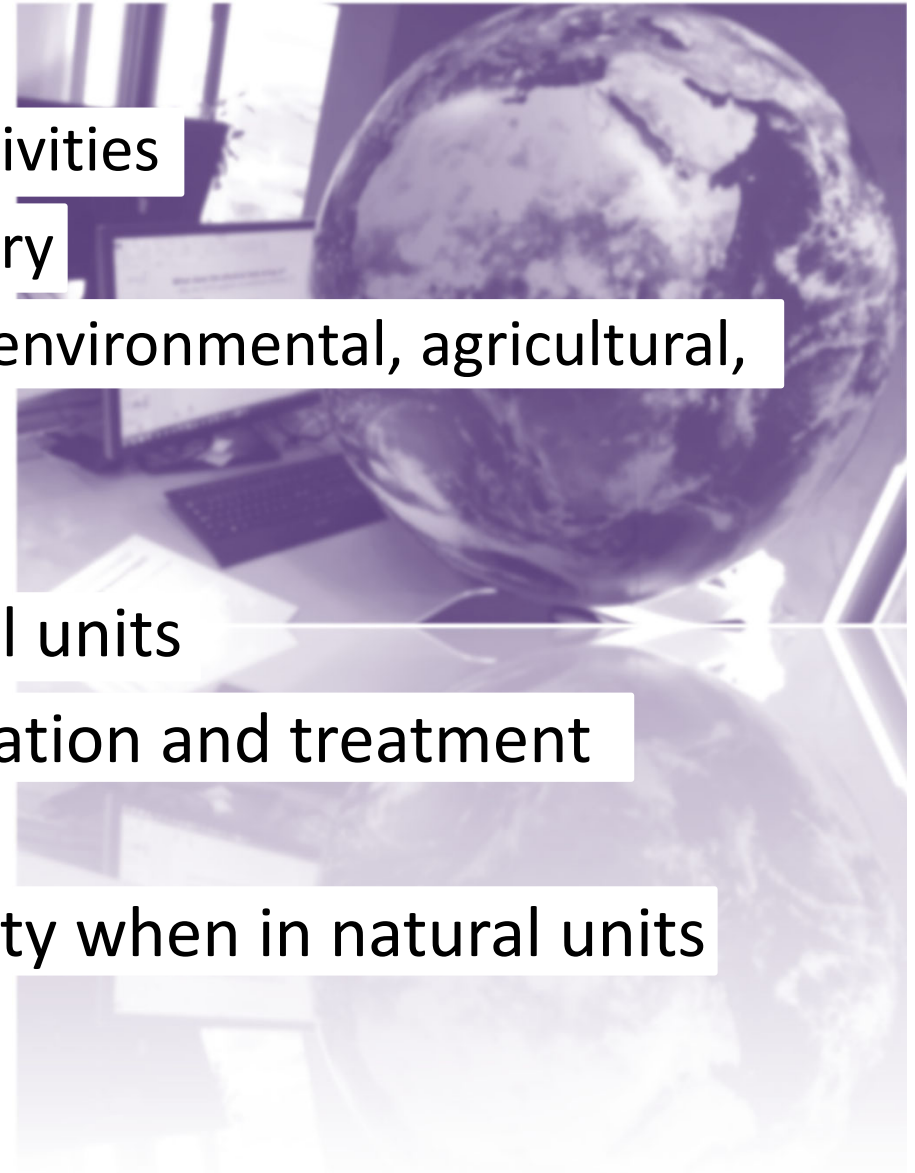 ivities
ry
environmental, agricultural,
l units
ation and treatment
ty when in natural units